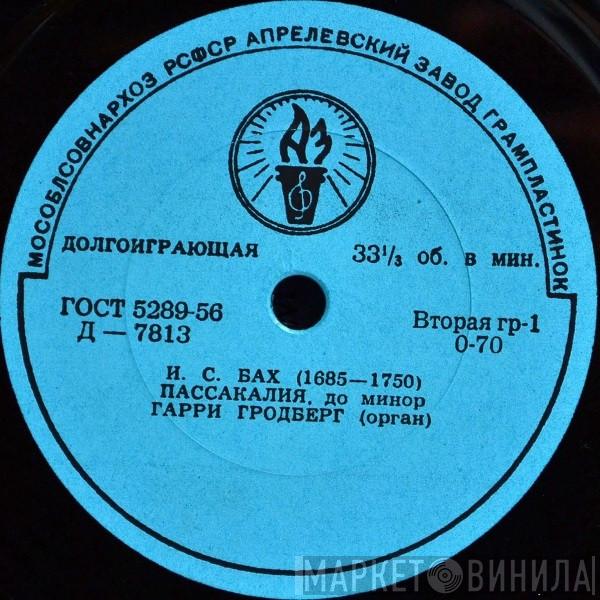 МОСОБЛСОВНАРХОЗ РСФСР АПРЕЛЕВСКИЙ ЗАВОД ГРАМПЛАСТИНОК
АЗ
ДОЛГОИГРАЮЩАЯ
33⅓ об. в мин.
ГОСТ 5289-56
Д — 7813
Вторая гр-1
0-70
И. С. БАХ (1685—1750)
ПАССАКАЛИЯ, до минор
ГАРРИ ГРОДБЕРГ (орган)
МАРКЕТ ВИНИЛА